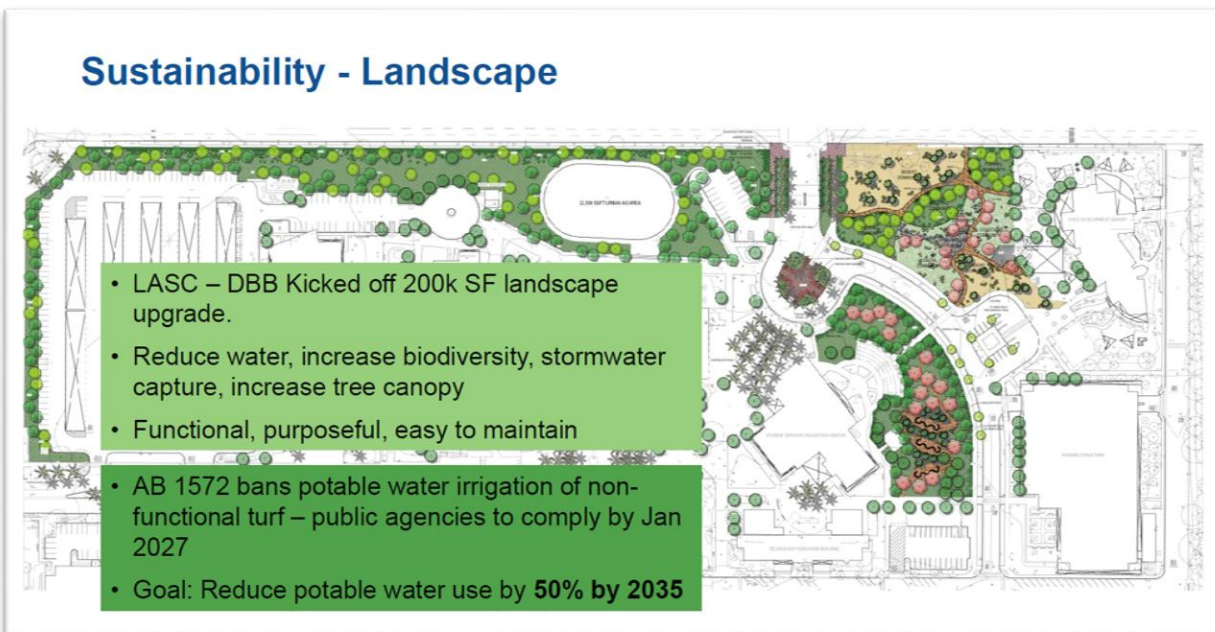 Sustainability - Landscape
• LASC – DBB Kicked off 200k SF landscape
upgrade.
• Reduce water, increase biodiversity, stormwater
capture, increase tree canopy
• Functional, purposeful, easy to maintain
• AB 1572 bans potable water irrigation of non-
functional turf – public agencies to comply by Jan
2027
• Goal: Reduce potable water use by 50% by 2035